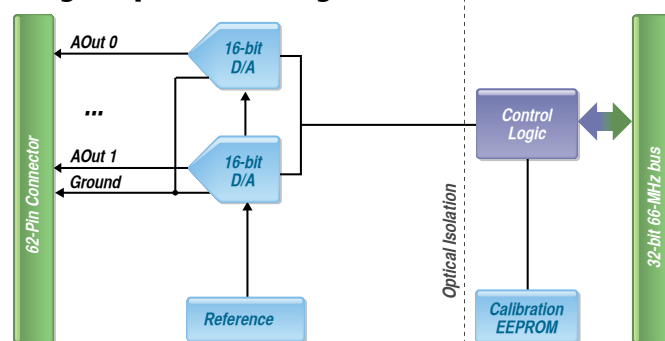 AOut 0
16-bit
D/A
...
AOut 1
Ground
16-bit
D/A
62-Pin Connector
Reference
Optical Isolation
Control
Logic
Calibration
EEPROM
32-bit 66-MHz bus